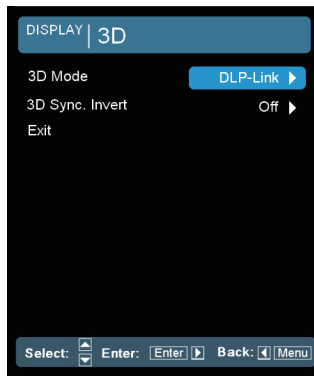 DISPLAY | 3D
3D Mode DLP-Link
3D Sync. Invert Off
Exit
Select: Enter: Enter Back: Menu